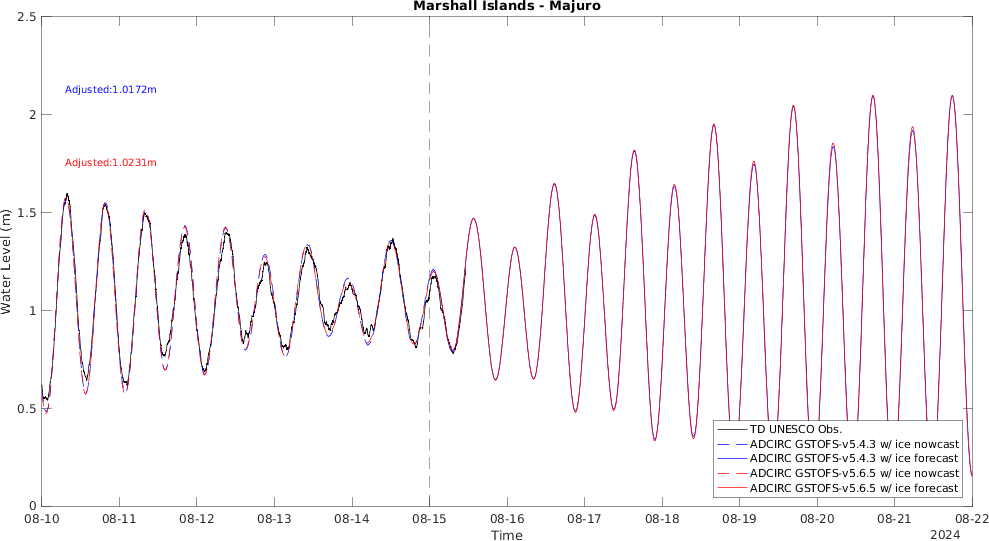 Marshall Islands - Majuro
2.5
2
1.5
1
0.5
0
Water Level (m)
Adjusted:1.0172m
Adjusted:1.0231m
TD UNESCO Obs.
ADCIRC GSTOFS-v5.4.3 w/ ice nowcast
ADCIRC GSTOFS-v5.4.3 w/ ice forecast
ADCIRC GSTOFS-v5.6.5 w/ ice nowcast
ADCIRC GSTOFS-v5.6.5 w/ ice forecast
08-10 08-11 08-12 08-13 08-14 08-15 08-16 08-17 08-18 08-19 08-20 08-21 08-22
Time
2024